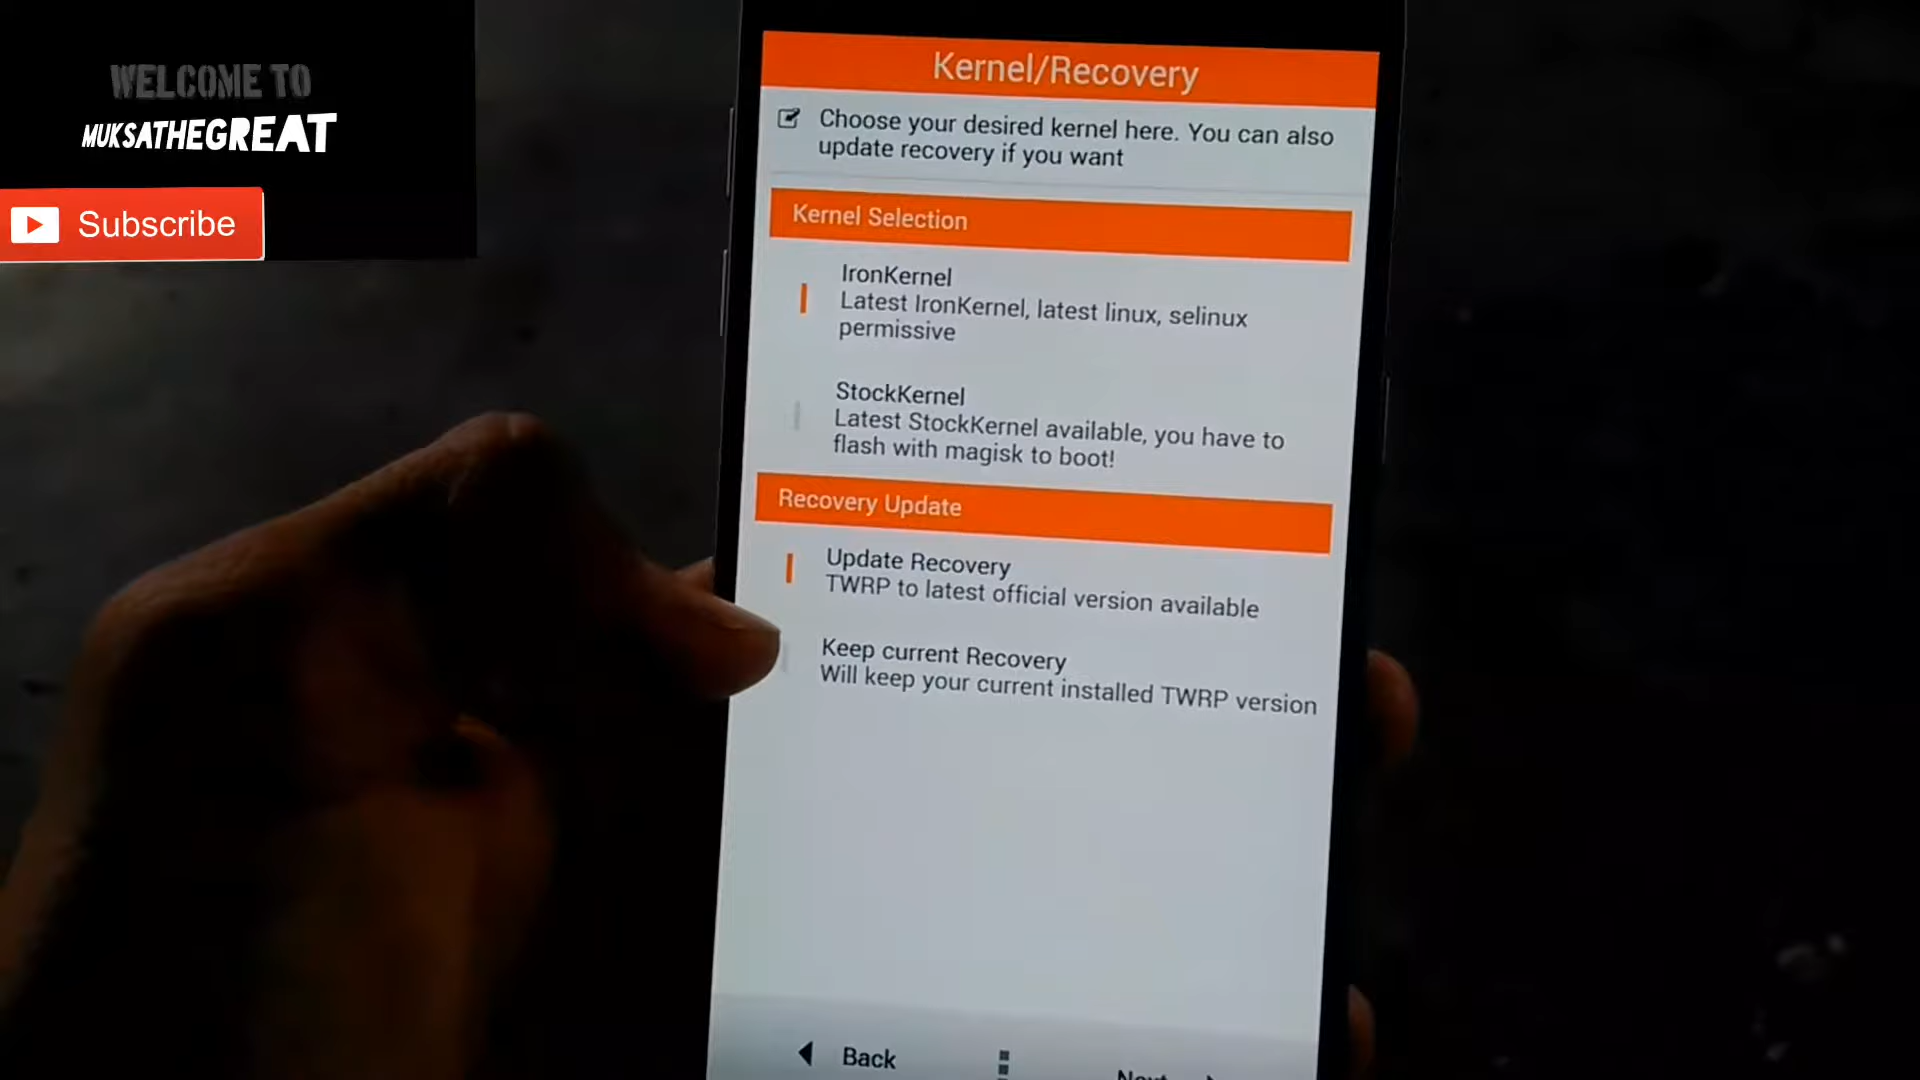 WELCOME TO
MUKSATHEGREAT
Subscribe
Kernel/Recovery
Choose your desired kernel here. You can also
update recovery if you want
Kernel Selection
IronKernel
Latest IronKernel, latest linux, selinux
permissive
StockKernel
Latest StockKernel available, you have to
flash with magisk to boot!
Recovery Update
Update Recovery
TWRP to latest official version available
Keep current Recovery
Will keep your current installed TWRP version
Back
Next